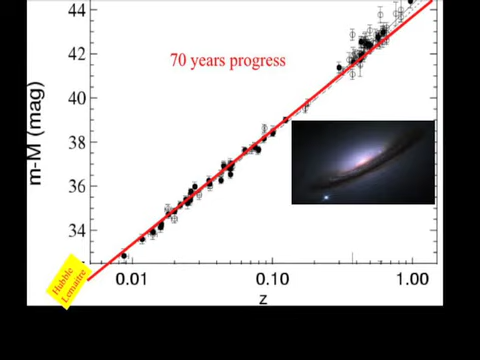 44
70 years progress
42
40
m-M (mag)
38
36
34
Hubble
Lemaitre
0.01 0.10 1.00
z